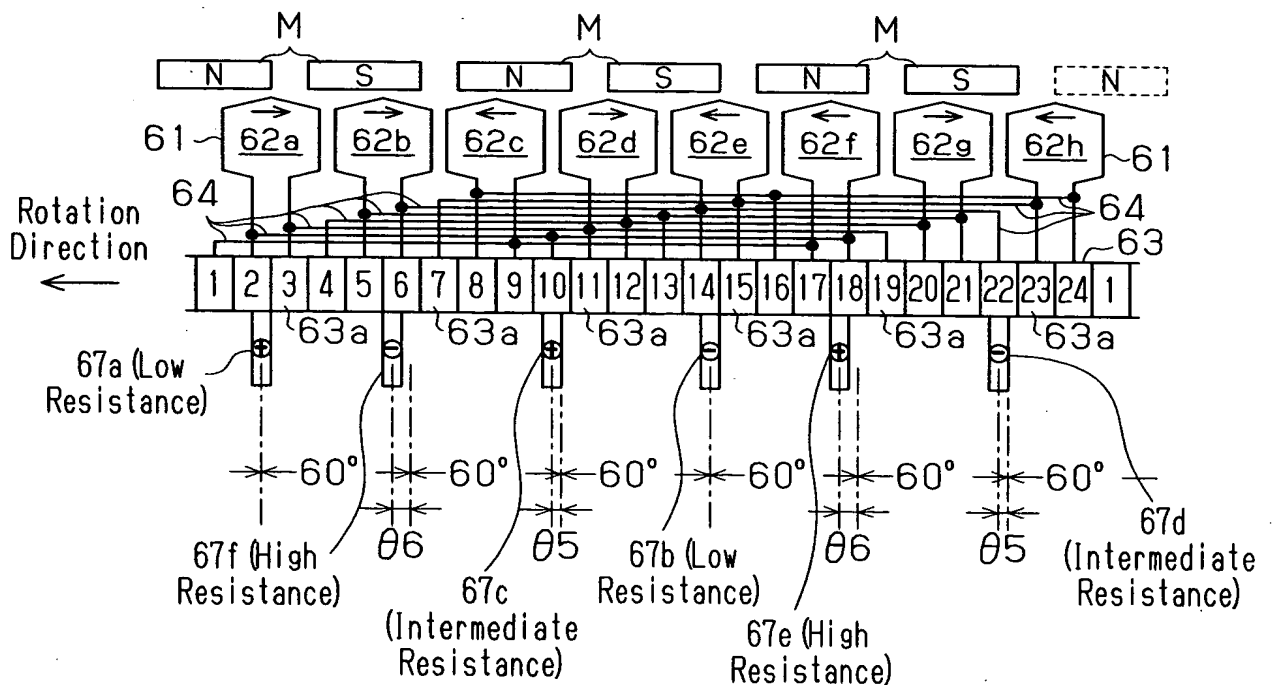 M M M
N S N S N S N
61 62a 62b 62c 62d 62e 62f 62g 62h 61
64 64
Rotation
Direction
63
1 2 3 4 5 6 7 8 9 10 11 12 13 14 15 16 17 18 19 20 21 22 23 24 1
63a 63a 63a 63a 63a 63a
67a (Low
Resistance)
+ − + − + −
60° 60° 60° 60° 60° 60°
θ6 θ5 θ6 θ5
67f (High
Resistance)
67c
(Intermediate
Resistance)
67b (Low
Resistance)
67e (High
Resistance)
67d
(Intermediate
Resistance)